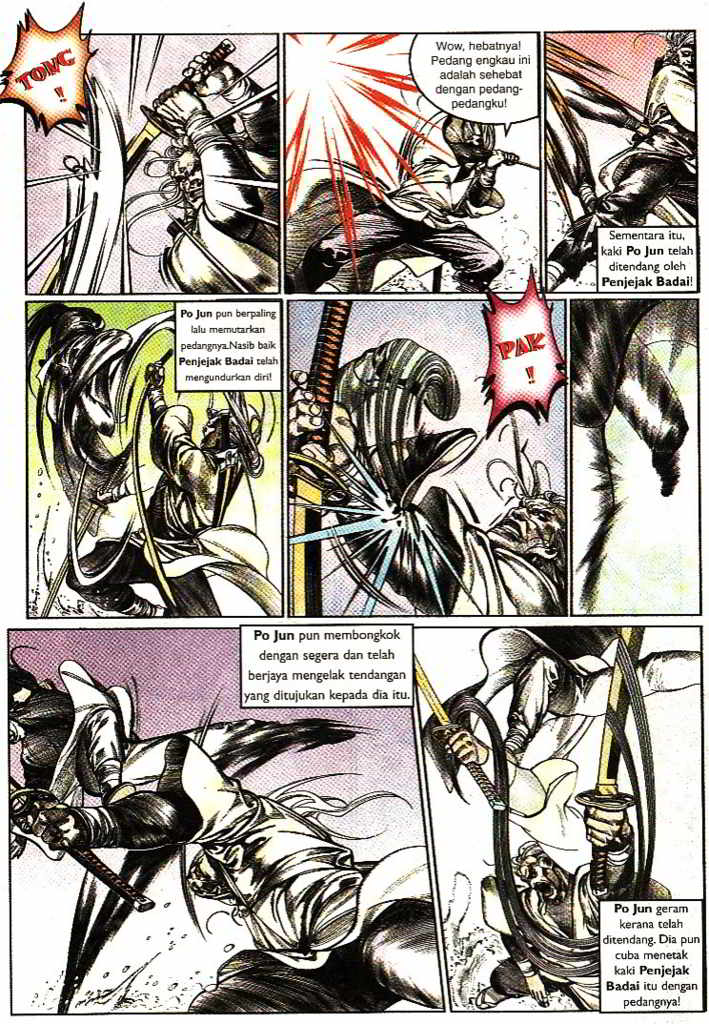 TONG
!
Wow, hebatnya!
Pedang engkau ini
adalah sehebat
dengan pedang-
pedangku!
Sementara itu,
kaki Po Jun telah
ditendang oleh
Penjejak Badai!
Po Jun pun berpaling
lalu memutarkan
pedangnya.Nasib baik
Penjejak Badai telah
mengundurkan diri!
PAK
!
Po Jun pun membongkok
dengan segera dan telah
berjaya mengelak tendangan
yang ditujukan kepada dia itu.
Po Jun geram
kerana telah
ditendang. Dia pun
cuba menetak
kaki Penjejak
Badai itu dengan
pedangnya!